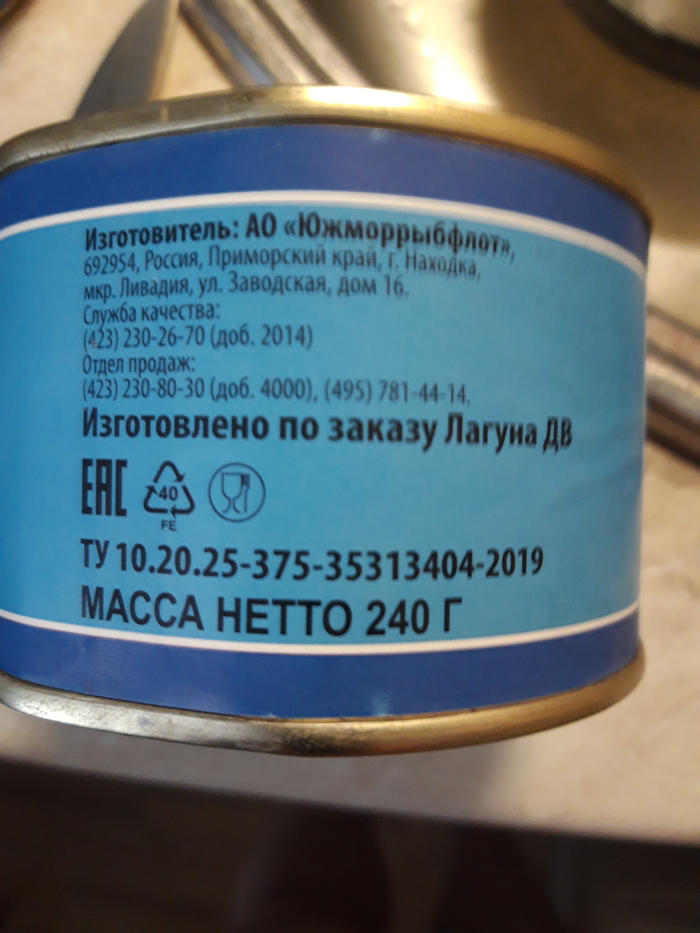 Изготовитель: АО «Южморрыбфлот»,
692954, Россия, Приморский край, г. Находка,
мкр. Ливадия, ул. Заводская, дом 16.
Служба качества:
(423) 230-26-70 (доб. 2014)
Отдел продаж:
(423) 230-80-30 (доб. 4000), (495) 781-44-14,
Изготовлено по заказу Лагуна ДВ
ЕАС
40
FE
ТУ 10.20.25-375-35313404-2019
МАССА НЕТТО 240 Г